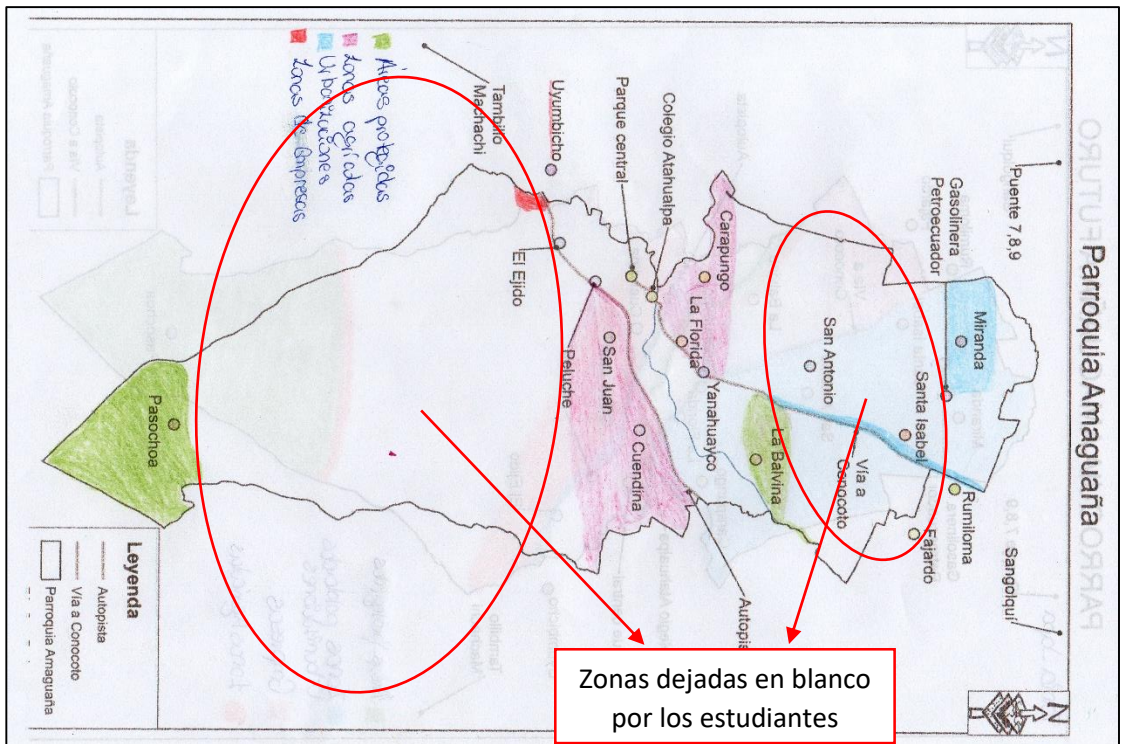 Parroquia Amaguaña
Puente 7,8,9
Gasolinera
Petroecuador
Miranda
Rumiloma
Sangolquí
Fajardo
Santa Isabel
San Antonio
Vía a
Conocoto
La Balvina
Carapungo
La Florida
Yanahuayco
Colegio Atahualpa
Parque central
Autopis
Cuendina
San Juan
Peluche
El Ejido
Uyumbicho
Tambillo
Machachi
Pasochoa
Áreas protegidas
Zonas agrícolas
Urbanizaciones
Zonas de Empresas
Leyenda
Autopista
Vía a Conocoto
Parroquia Amaguaña
N
Zonas dejadas en blanco
por los estudiantes